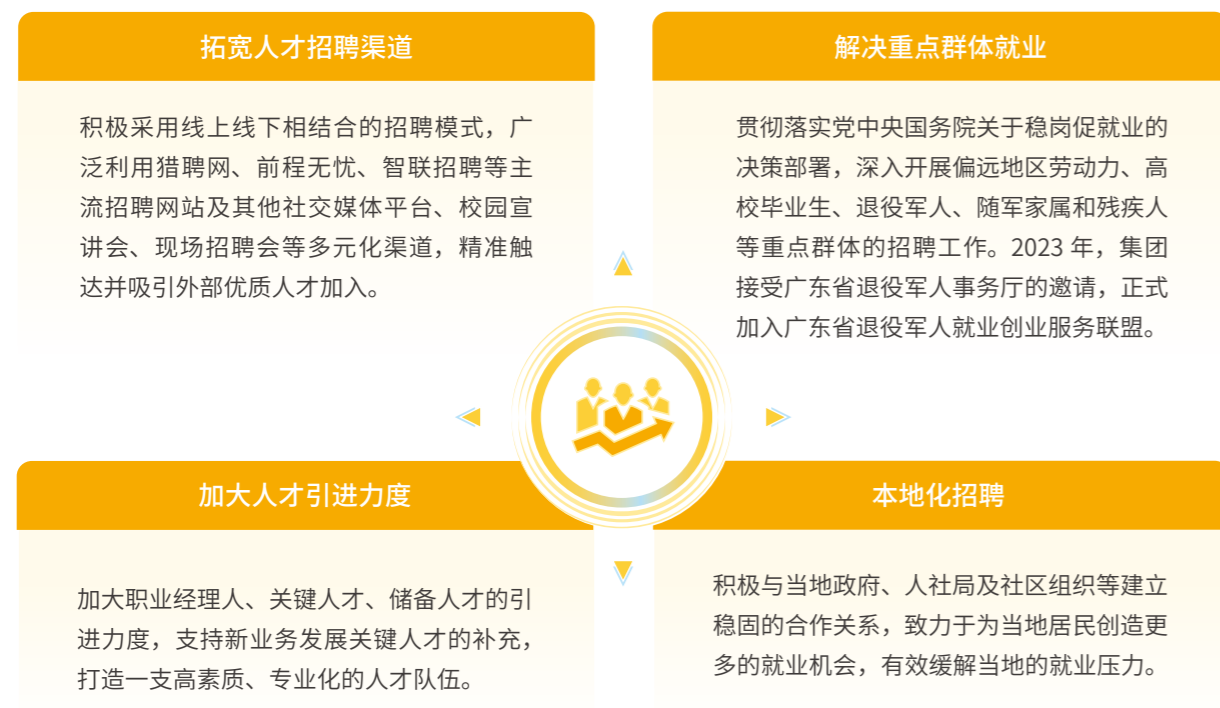 拓宽人才招聘渠道
积极采用线上线下相结合的招聘模式，广
泛利用猎聘网、前程无忧、智联招聘等主
流招聘网站及其他社交媒体平台、校园宣
讲会、现场招聘会等多元化渠道，精准触
达并吸引外部优质人才加入。
解决重点群体就业
贯彻落实党中央国务院关于稳岗促就业的
决策部署，深入开展偏远地区劳动力、高
校毕业生、退役军人、随军家属和残疾人
等重点群体的招聘工作。2023 年，集团
接受广东省退役军人事务厅的邀请，正式
加入广东省退役军人就业创业服务联盟。
加大人才引进力度
加大职业经理人、关键人才、储备人才的引
进力度，支持新业务发展关键人才的补充，
打造一支高素质、专业化的人才队伍。
本地化招聘
积极与当地政府、人社局及社区组织等建立
稳固的合作关系，致力于为当地居民创造更
多的就业机会，有效缓解当地的就业压力。